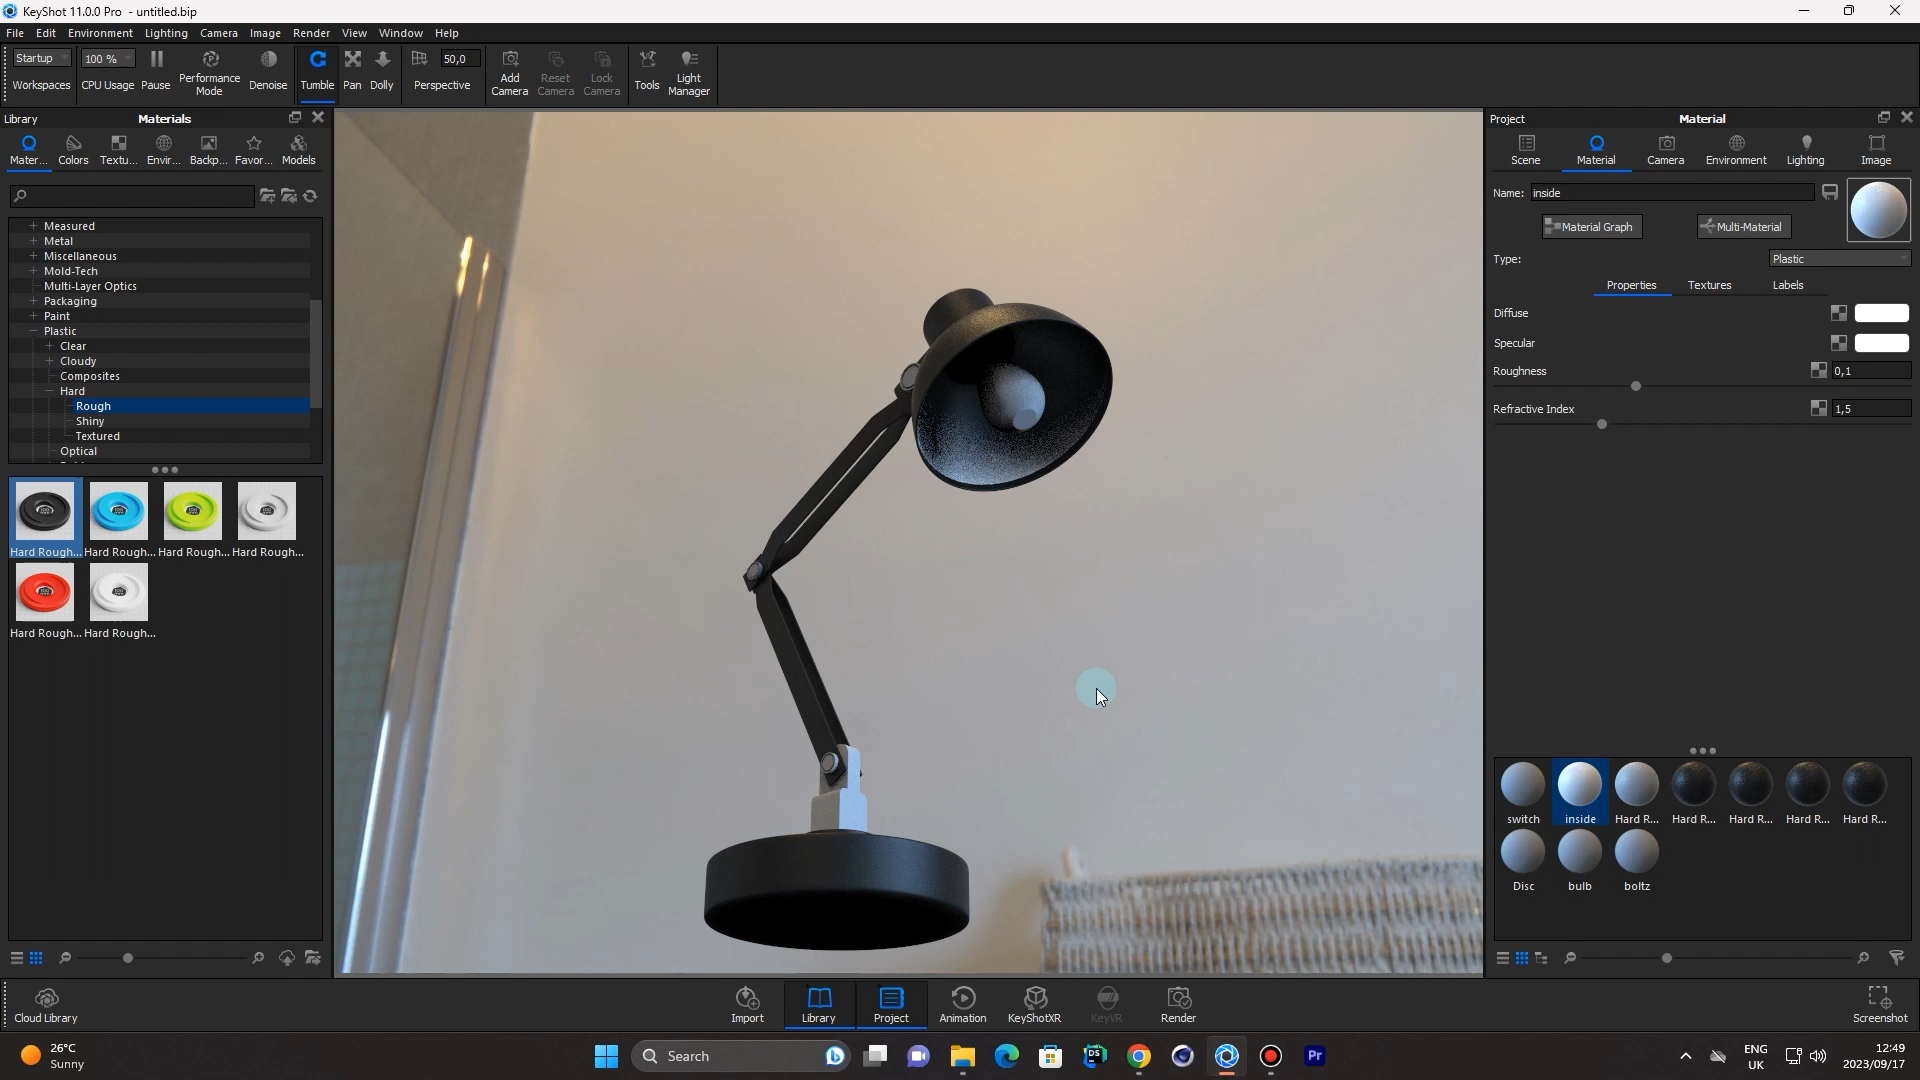 KeyShot 11.0.0 Pro - untitled.bip
File Edit Environment Lighting Camera Image Render View Window Help
Startup 100 % 50,0
Workspaces CPU Usage Pause Performance Mode Denoise Tumble Pan Dolly Perspective Add Camera Reset Camera Lock Camera Tools Light Manager
Library Materials
Mater... Colors Textu... Envir... Backp... Favor... Models
Measured
Metal
Miscellaneous
Mold-Tech
Multi-Layer Optics
Packaging
Paint
Plastic
Clear
Cloudy
Composites
Hard
Rough
Shiny
Textured
Optical
Hard Rough... Hard Rough... Hard Rough... Hard Rough...
Hard Rough... Hard Rough...
Project Material
Scene Material Camera Environment Lighting Image
Name: inside
Material Graph Multi-Material
Type: Plastic
Properties Textures Labels
Diffuse
Specular
Roughness 0,1
Refractive Index 1,5
switch inside Hard R... Hard R... Hard R... Hard R... Hard R...
Disc bulb boltz
Cloud Library Import Library Project Animation KeyShotXR KeyVR Render Screenshot
26°C
Sunny
Search
DS
Pr
ENG
UK
12:49
2023/09/17